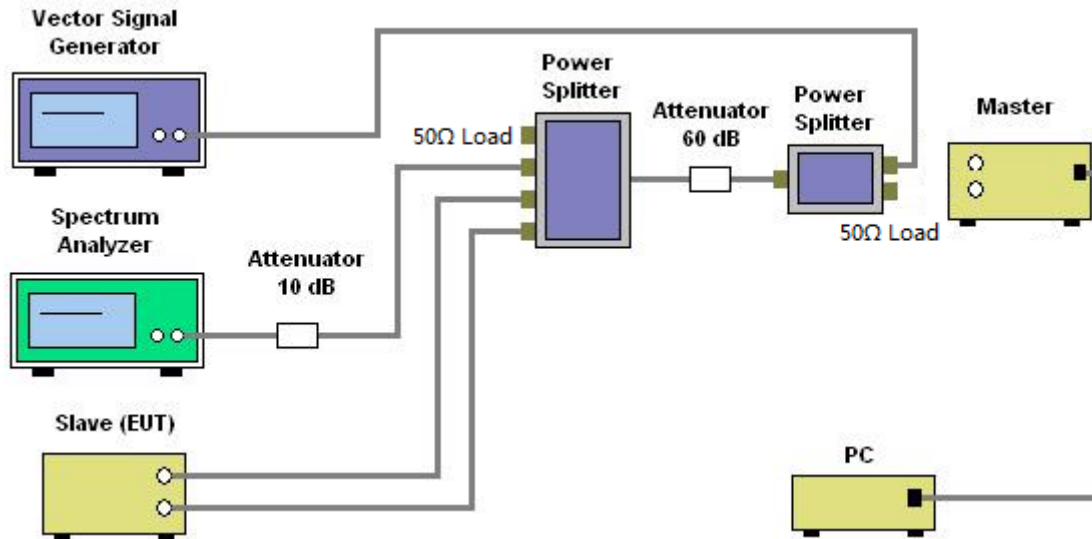 Vector Signal
Generator
Power
Splitter
50Ω Load
Attenuator
60 dB
Power
Splitter
Master
50Ω Load
Spectrum
Analyzer
Attenuator
10 dB
Slave (EUT)
PC